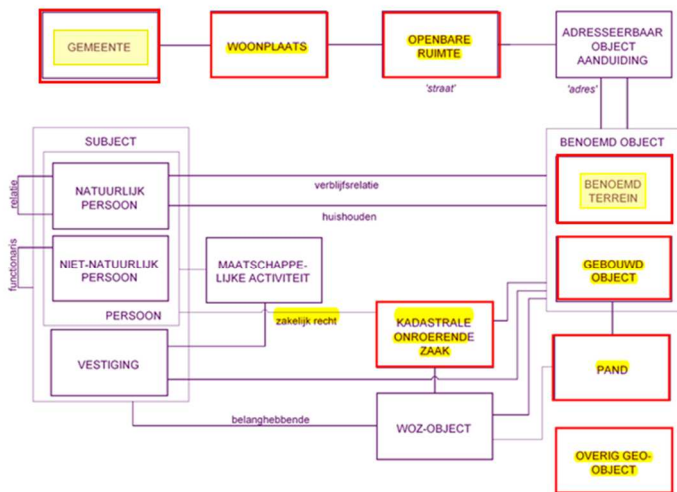 GEMEENTE
WOONPLAATS
OPENBARE
RUIMTE
ADRESSEERBAAR
OBJECT
AANDUIDING
'straat'
'adres'
SUBJECT
BENOEMD OBJECT
relatie
NATUURLIJK
PERSOON
verblijfsrelatie
huishouden
BENOEMD
TERREIN
functionaris
NIET-NATUURLIJK
PERSOON
MAATSCHAPPE-
LIJKE ACTIVITEIT
GEBOUWD
OBJECT
PERSOON
zakelijk recht
KADASTRALE
ONROERENDE
ZAAK
VESTIGING
PAND
belanghebbende
WOZ-OBJECT
OVERIG GEO-
OBJECT